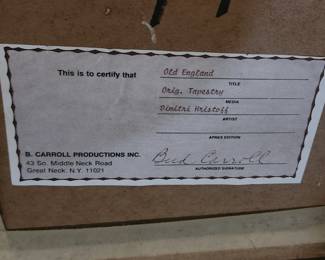 This is to certify that Old England
TITLE
Orig. Tapestry
MEDIA
Dimitri Hristoff
ARTIST
APRES EDITION
B. CARROLL PRODUCTIONS INC.
43 So. Middle Neck Road
Great Neck. N.Y. 11021
Bud Carroll
AUTHORIZED SIGNATURE